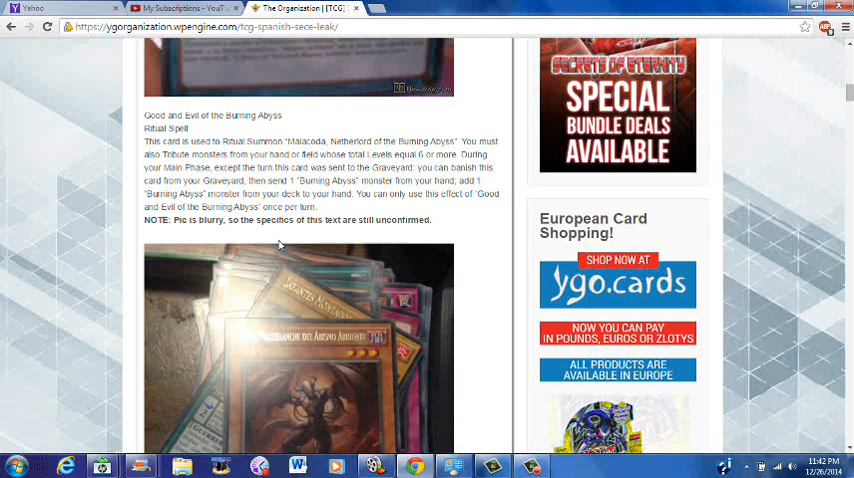 Yahoo
My Subscriptions - YouT
The Organization | [TCG]
https://ygorganization.wpengine.com/tcg-spanish-sece-leak/
ABP
Good and Evil of the Burning Abyss
Ritual Spell
This card is used to Ritual Summon "Malacoda, Netherlord of the Burning Abyss". You must
also Tribute monsters from your hand or field whose total Levels equal 6 or more. During
your Main Phase, except the turn this card was sent to the Graveyard: you can banish this
card from your Graveyard, then send 1 "Burning Abyss" monster from your hand; add 1
"Burning Abyss" monster from your deck to your hand. You can only use this effect of "Good
and Evil of the Burning Abyss" once per turn.
NOTE: Pic is blurry, so the specifics of this text are still unconfirmed.
DEL ABISMO ARDIENTE
SECRETS OF ETERNITY
SPECIAL
BUNDLE DEALS
AVAILABLE
European Card
Shopping!
SHOP NOW AT
ygo.cards
NOW YOU CAN PAY
IN POUNDS, EUROS OR ZLOTYS
ALL PRODUCTS ARE
AVAILABLE IN EUROPE
11:42 PM
12/26/2014